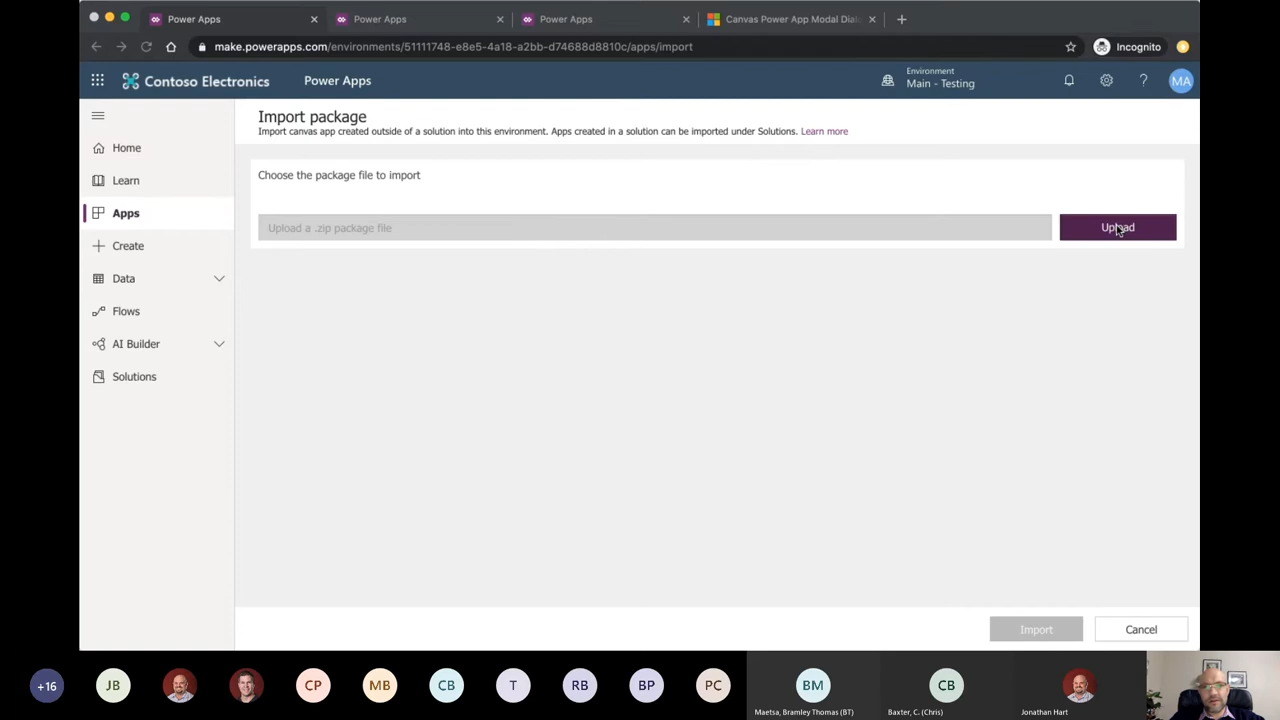 Power Apps
Power Apps
Power Apps
Canvas Power App Modal Dial
make.powerapps.com/environments/51111748-e8e5-4a18-a2bb-d74688d8810c/apps/import
Incognito
Contoso Electronics
Power Apps
Environment
Main - Testing
MA
Import package
Import canvas app created outside of a solution into this environment. Apps created in a solution can be imported under Solutions. Learn more
Home
Learn
Apps
Create
Data
Flows
AI Builder
Solutions
Choose the package file to import
Upload a .zip package file
Upload
Import
Cancel
+16
JB
CP
MB
CB
T
RB
BP
PC
BM
CB
Maetsa, Bramley Thomas (BT)
Baxter, C. (Chris)
Jonathan Hart